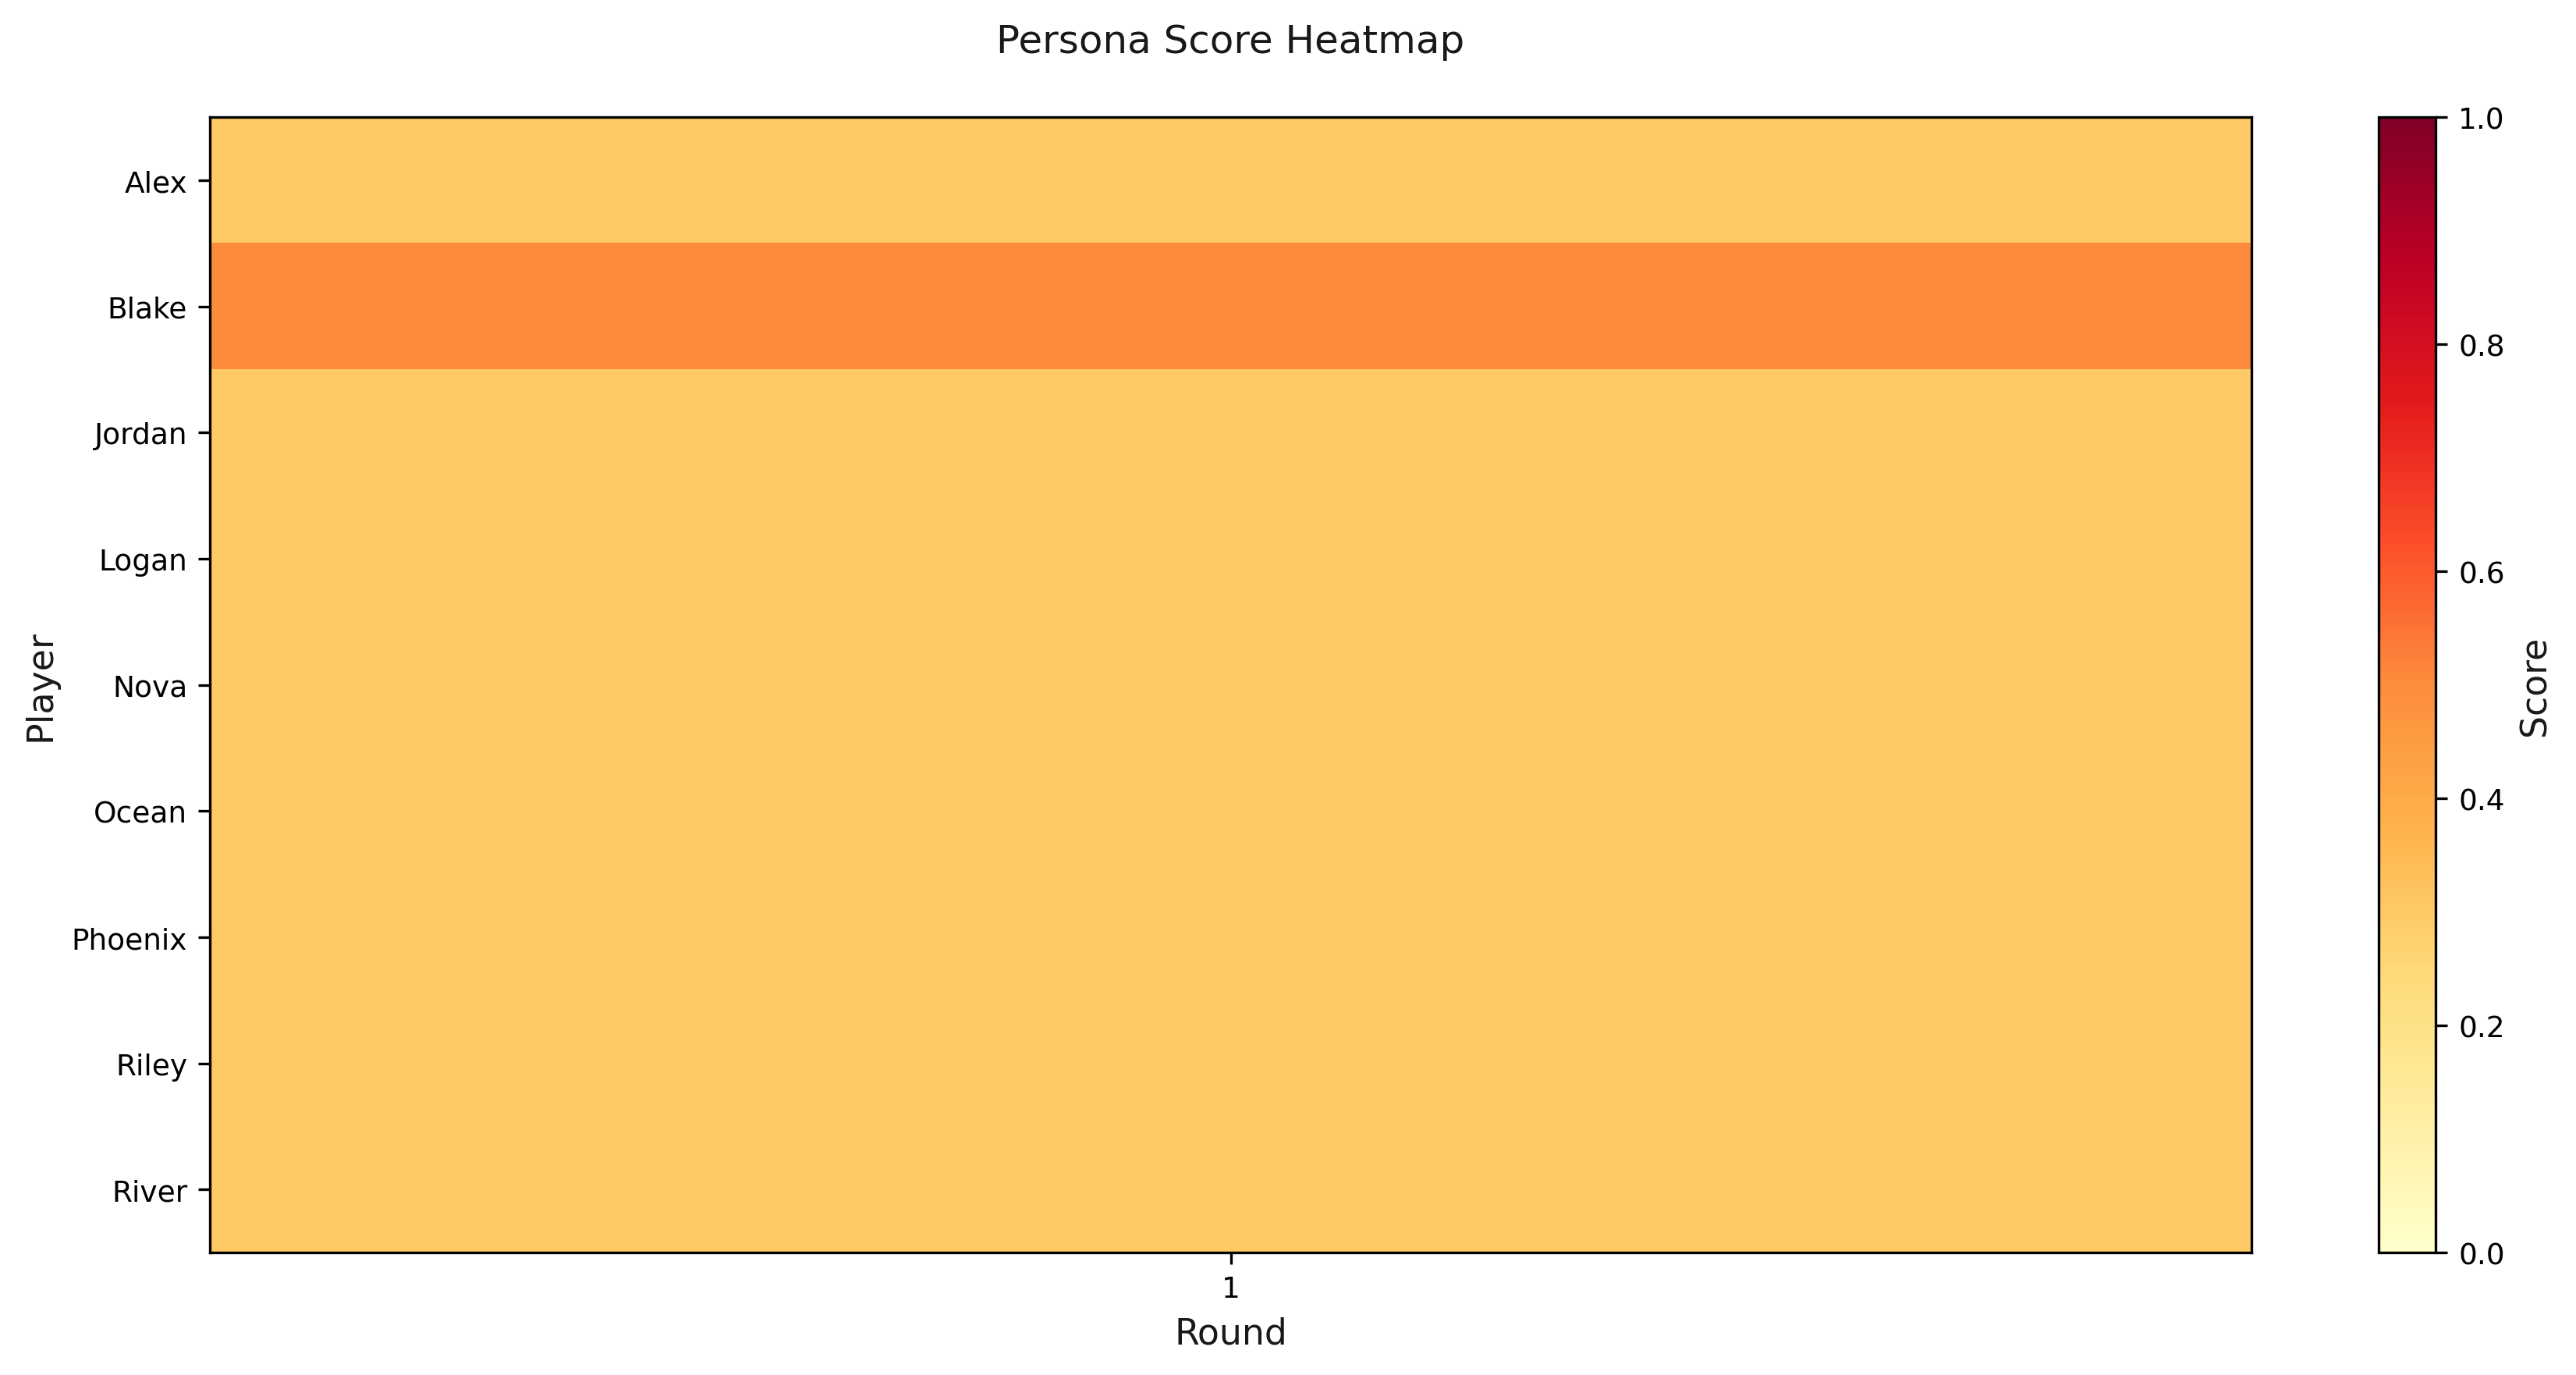 Persona Score Heatmap
Player
Alex
Blake
Jordan
Logan
Nova
Ocean
Phoenix
Riley
River
1
Round
1.0
0.8
0.6
0.4
0.2
0.0
Score